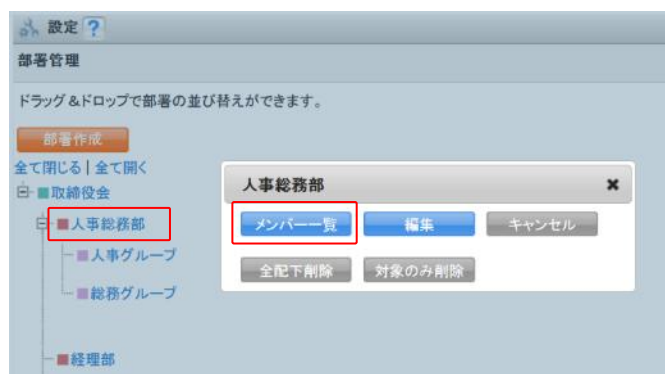 設定 ?
部署管理
ドラッグ&ドロップで部署の並び替えができます。
部署作成
全て閉じる | 全て開く
取締役会
人事総務部
人事グループ
総務グループ
経理部
人事総務部 ✖
メンバー一覧 編集 キャンセル
全配下削除 対象のみ削除